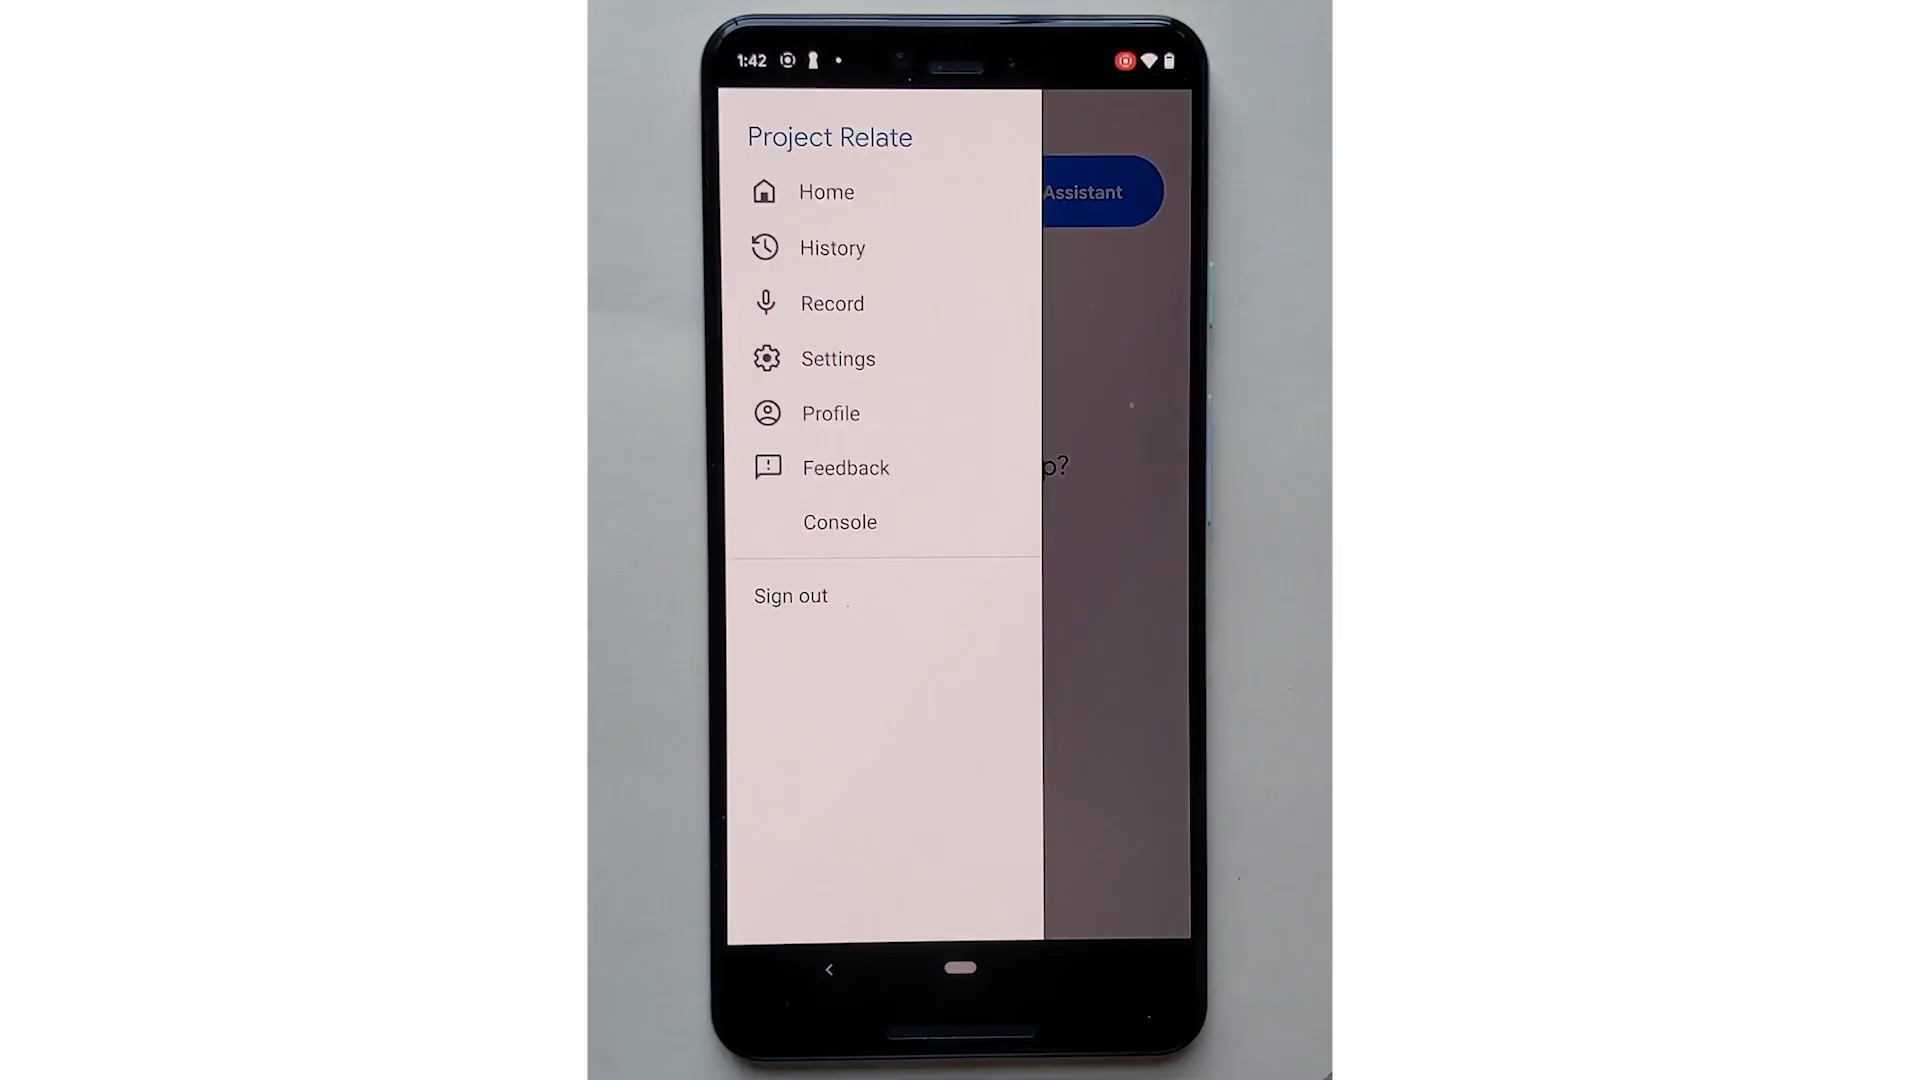 1:42
Project Relate
Home
Assistant
History
Record
Settings
Profile
Feedback
p?
Console
Sign out